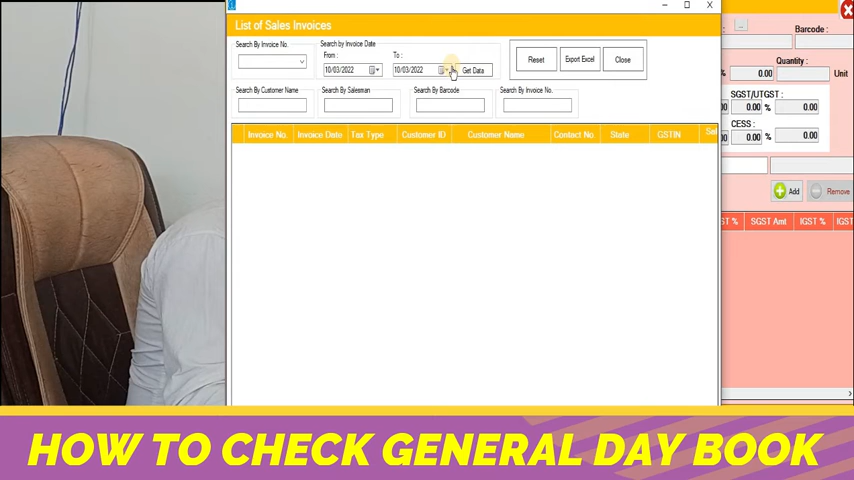 List of Sales Invoices
Search By Invoice No.
Search by Invoice Date
From :
To :
10/03/2022
10/03/2022
Get Data
Reset
Export Excel
Close
Search By Customer Name
Search By Salesman
Search By Barcode
Search By Invoice No.
Invoice No.
Invoice Date
Tax Type
Customer ID
Customer Name
Contact No.
State
GSTIN
Sal
Barcode :
Quantity :
0.00
Unit
SGST/UTGST :
0.00 %
0.00
CESS :
0.00 %
0.00
Add
Remove
ST %
SGST Amt
IGST %
IGST
HOW TO CHECK GENERAL DAY BOOK